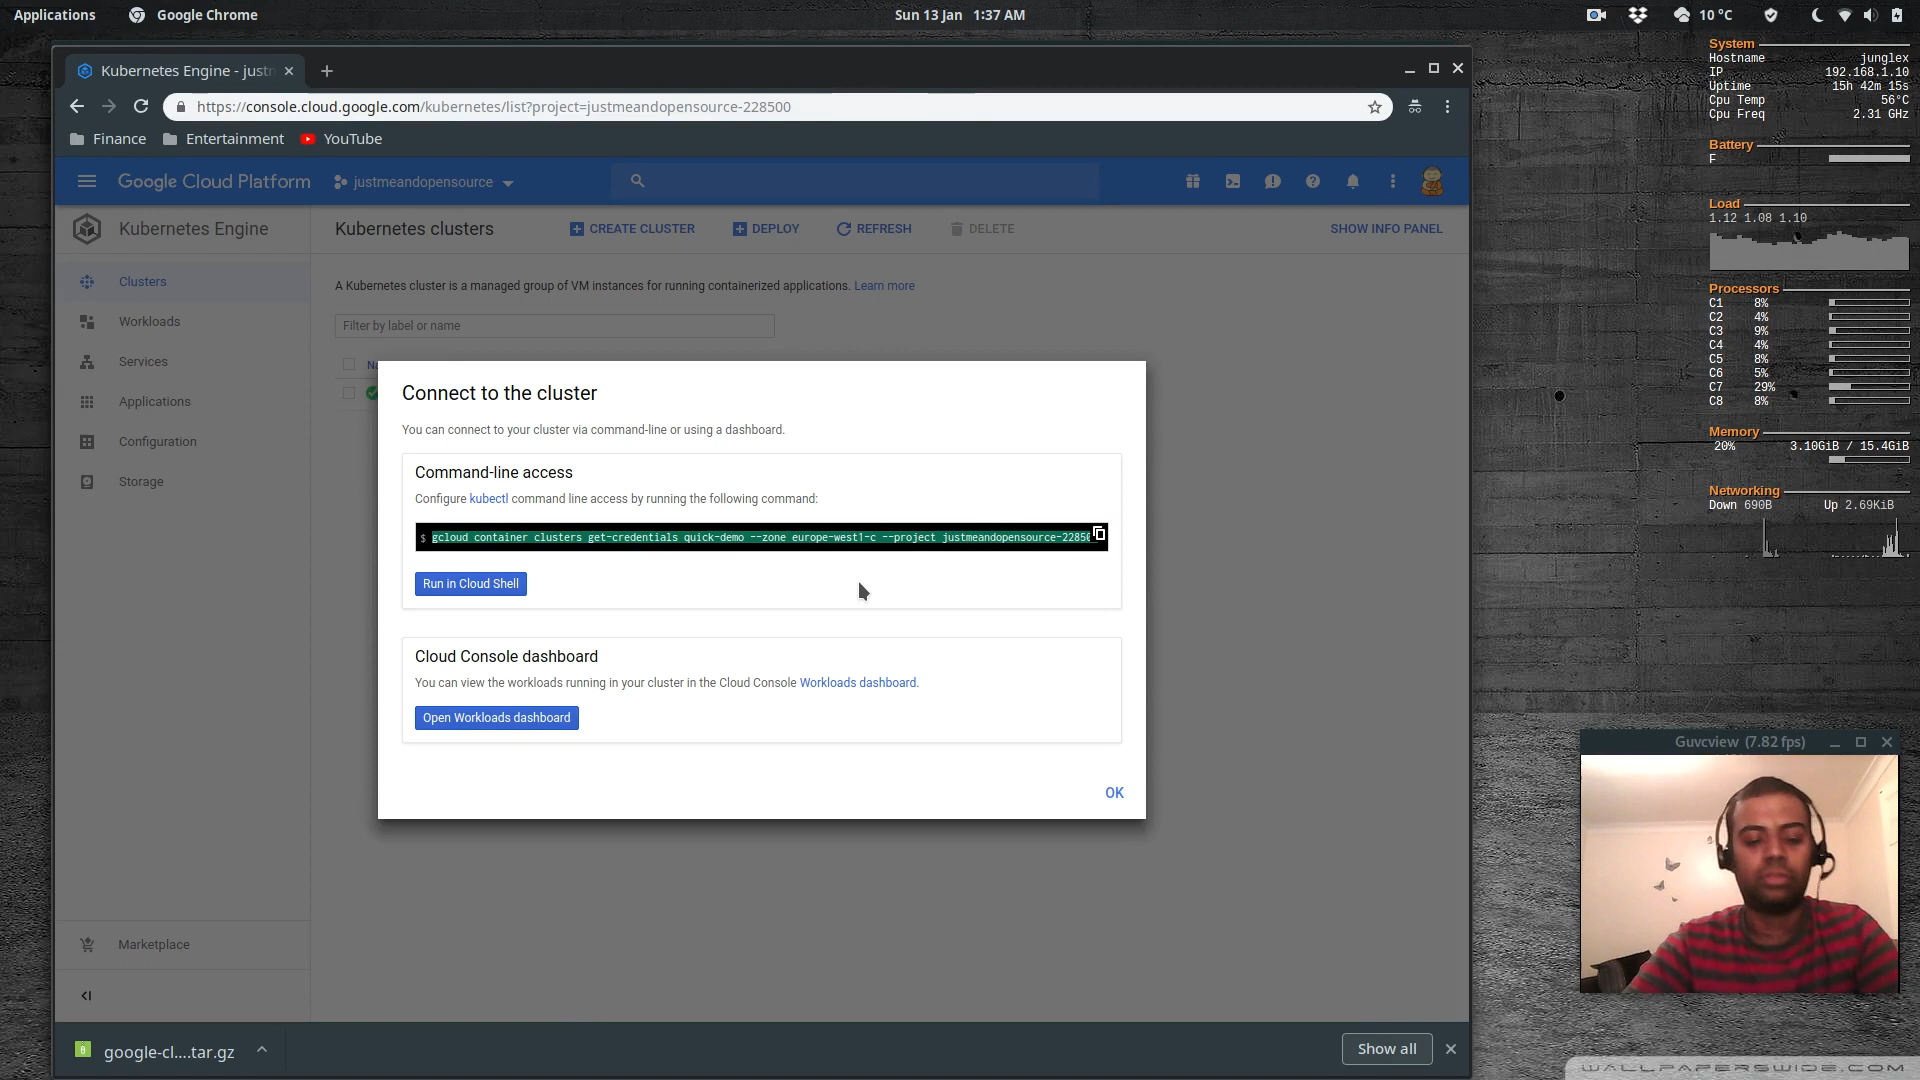 Applications
Google Chrome
Sun 13 Jan 1:37 AM
10 °C
Kubernetes Engine - just
https://console.cloud.google.com/kubernetes/list?project=justmeandopensource-228500
Finance
Entertainment
YouTube
Google Cloud Platform
justmeandopensource
Kubernetes Engine
Kubernetes clusters
CREATE CLUSTER
DEPLOY
REFRESH
DELETE
SHOW INFO PANEL
Clusters
Workloads
Services
Applications
Configuration
Storage
Marketplace
A Kubernetes cluster is a managed group of VM instances for running containerized applications. Learn more
Filter by label or name
Connect to the cluster
You can connect to your cluster via command-line or using a dashboard.
Command-line access
Configure kubectl command line access by running the following command:
$ gcloud container clusters get-credentials quick-demo --zone europe-west1-c --project justmeandopensource-22850
Run in Cloud Shell
Cloud Console dashboard
You can view the workloads running in your cluster in the Cloud Console Workloads dashboard.
Open Workloads dashboard
OK
google-cl....tar.gz
Show all
System
Hostname junglex
IP 192.168.1.10
Uptime 15h 42m 15s
Cpu Temp 56°C
Cpu Freq 2.31 GHz
Battery
F
Load
1.12 1.08 1.10
Processors
C1 8%
C2 4%
C3 9%
C4 4%
C5 8%
C6 5%
C7 29%
C8 8%
Memory
20% 3.10GiB / 15.4GiB
Networking
Down 690B Up 2.69KiB
Guvcview (7.82 fps)
WALLPAPERSWIDE.COM